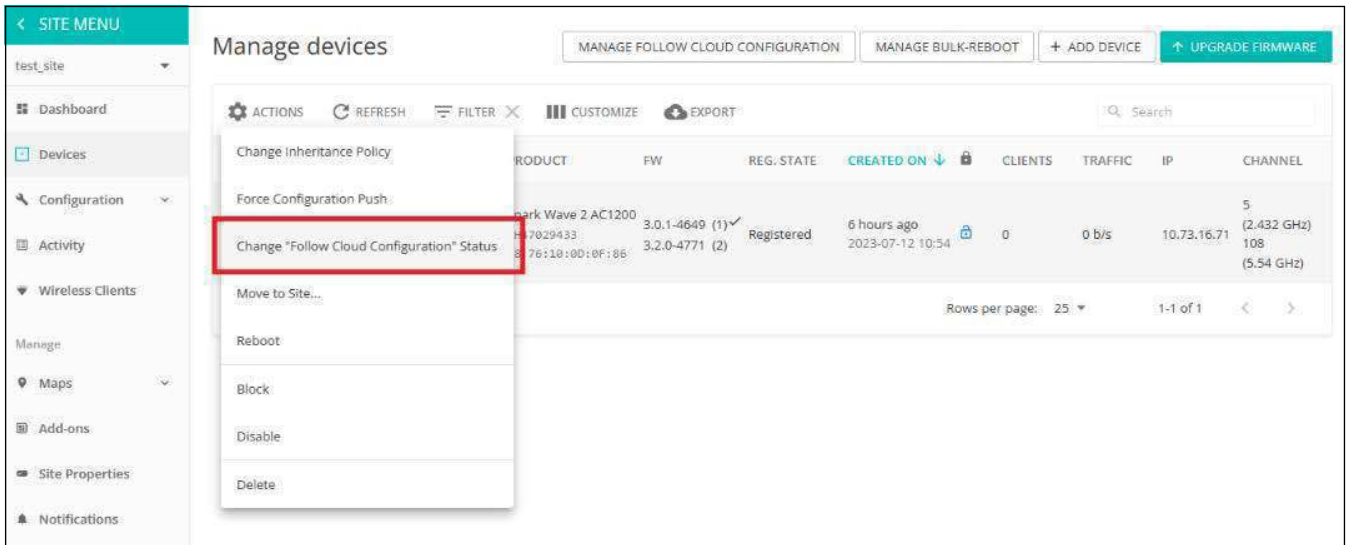 SITE MENU
test_site
Dashboard
Devices
Configuration
Activity
Wireless Clients
Manage
Maps
Add-ons
Site Properties
Notifications
Manage devices
MANAGE FOLLOW CLOUD CONFIGURATION
MANAGE BULK-REBOOT
+ ADD DEVICE
UPGRADE FIRMWARE
ACTIONS
REFRESH
FILTER
CUSTOMIZE
EXPORT
Search
Change Inheritance Policy
Force Configuration Push
Change "Follow Cloud Configuration" Status
Move to Site...
Reboot
Block
Disable
Delete
RODUCT FW REG. STATE CREATED ON CLIENTS TRAFFIC IP CHANNEL
park Wave 2 AC1200
47029433
76:18:0D:0F:86
3.0.1-4649 (1)
3.2.0-4771 (2)
Registered
6 hours ago
2023-07-12 10:54
0
0 b/s
10.73.16.71
5
(2.432 GHz)
108
(5.54 GHz)
Rows per page: 25 1-1 of 1